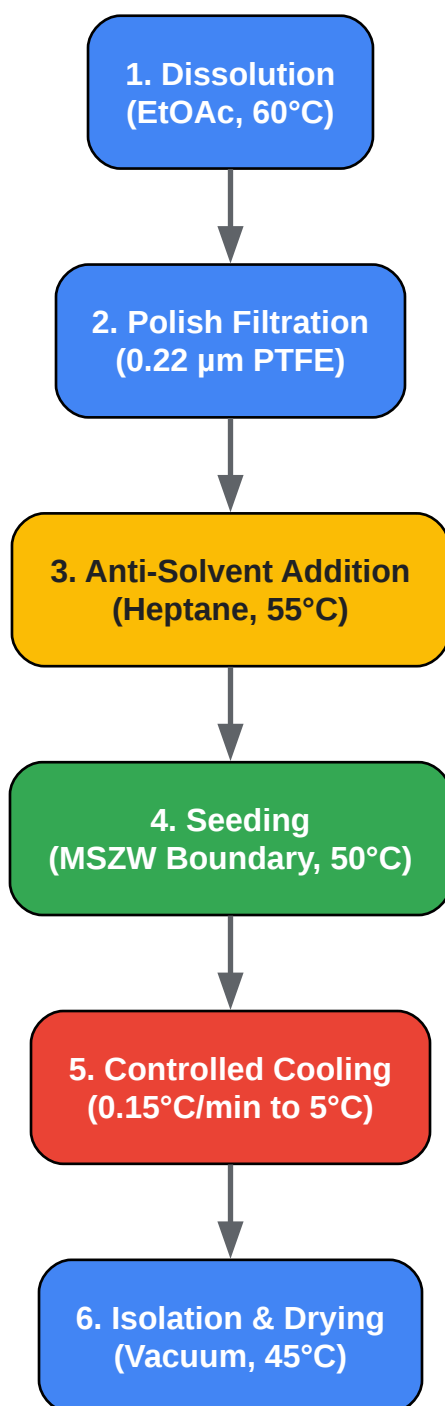 1. Dissolution
(EtOAc, 60°C)
2. Polish Filtration
(0.22 µm PTFE)
3. Anti-Solvent Addition
(Heptane, 55°C)
4. Seeding
(MSZW Boundary, 50°C)
5. Controlled Cooling
(0.15°C/min to 5°C)
6. Isolation & Drying
(Vacuum, 45°C)